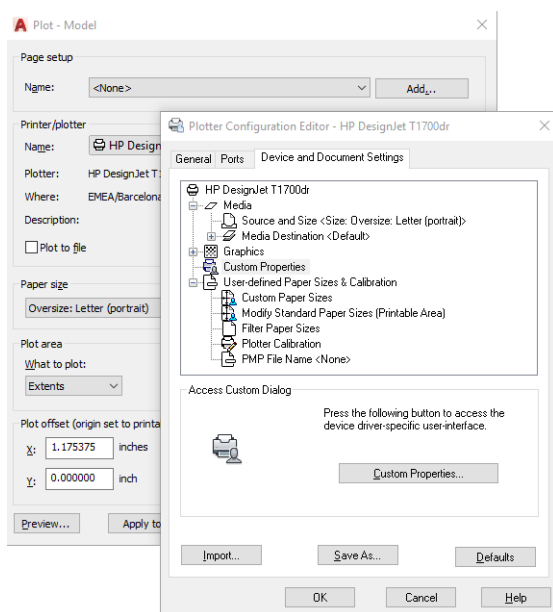 Plot - Model
Page setup
Name:
<None>
Add...
Printer/plotter
Name:
HP Design
Plotter:
HP DesignJet T
Where:
EMEA/Barcelona
Description:
Plot to file
Paper size
Oversize: Letter (portrait)
Plot area
What to plot:
Extents
Plot offset (origin set to printa
X:
1.175375
inches
Y:
0.000000
inch
Preview...
Apply to
Plotter Configuration Editor - HP DesignJet T1700dr
General
Ports
Device and Document Settings
HP DesignJet T1700dr
Media
Source and Size <Size: Oversize: Letter (portrait)>
Media Destination <Default>
Graphics
Custom Properties
User-defined Paper Sizes & Calibration
Custom Paper Sizes
Modify Standard Paper Sizes (Printable Area)
Filter Paper Sizes
Plotter Calibration
PMP File Name <None>
Access Custom Dialog
Press the following button to access the
device driver-specific user-interface.
Custom Properties...
Import...
Save As...
Defaults
OK
Cancel
Help